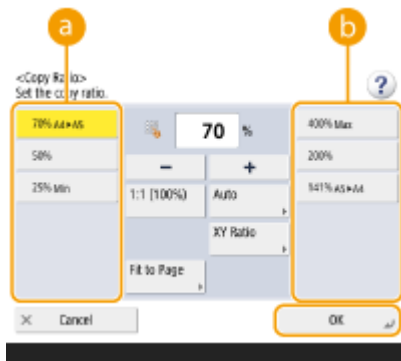 a
b
<Copy Ratio>
Set the copy ratio.
?
70% A4▶A5
50%
25% Min
70 %
−
+
1:1 (100%)
Auto
XY Ratio
Fit to Page
400% Max
200%
141% A5▶A4
× Cancel
OK